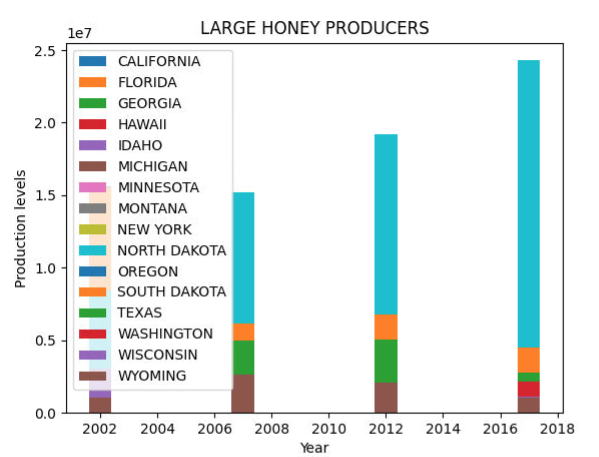 LARGE HONEY PRODUCERS
1e7
2.5
2.0
1.5
1.0
0.5
0.0
Production levels
CALIFORNIA
FLORIDA
GEORGIA
HAWAII
IDAHO
MICHIGAN
MINNESOTA
MONTANA
NEW YORK
NORTH DAKOTA
OREGON
SOUTH DAKOTA
TEXAS
WASHINGTON
WISCONSIN
WYOMING
2002 2004 2006 2008 2010 2012 2014 2016 2018
Year